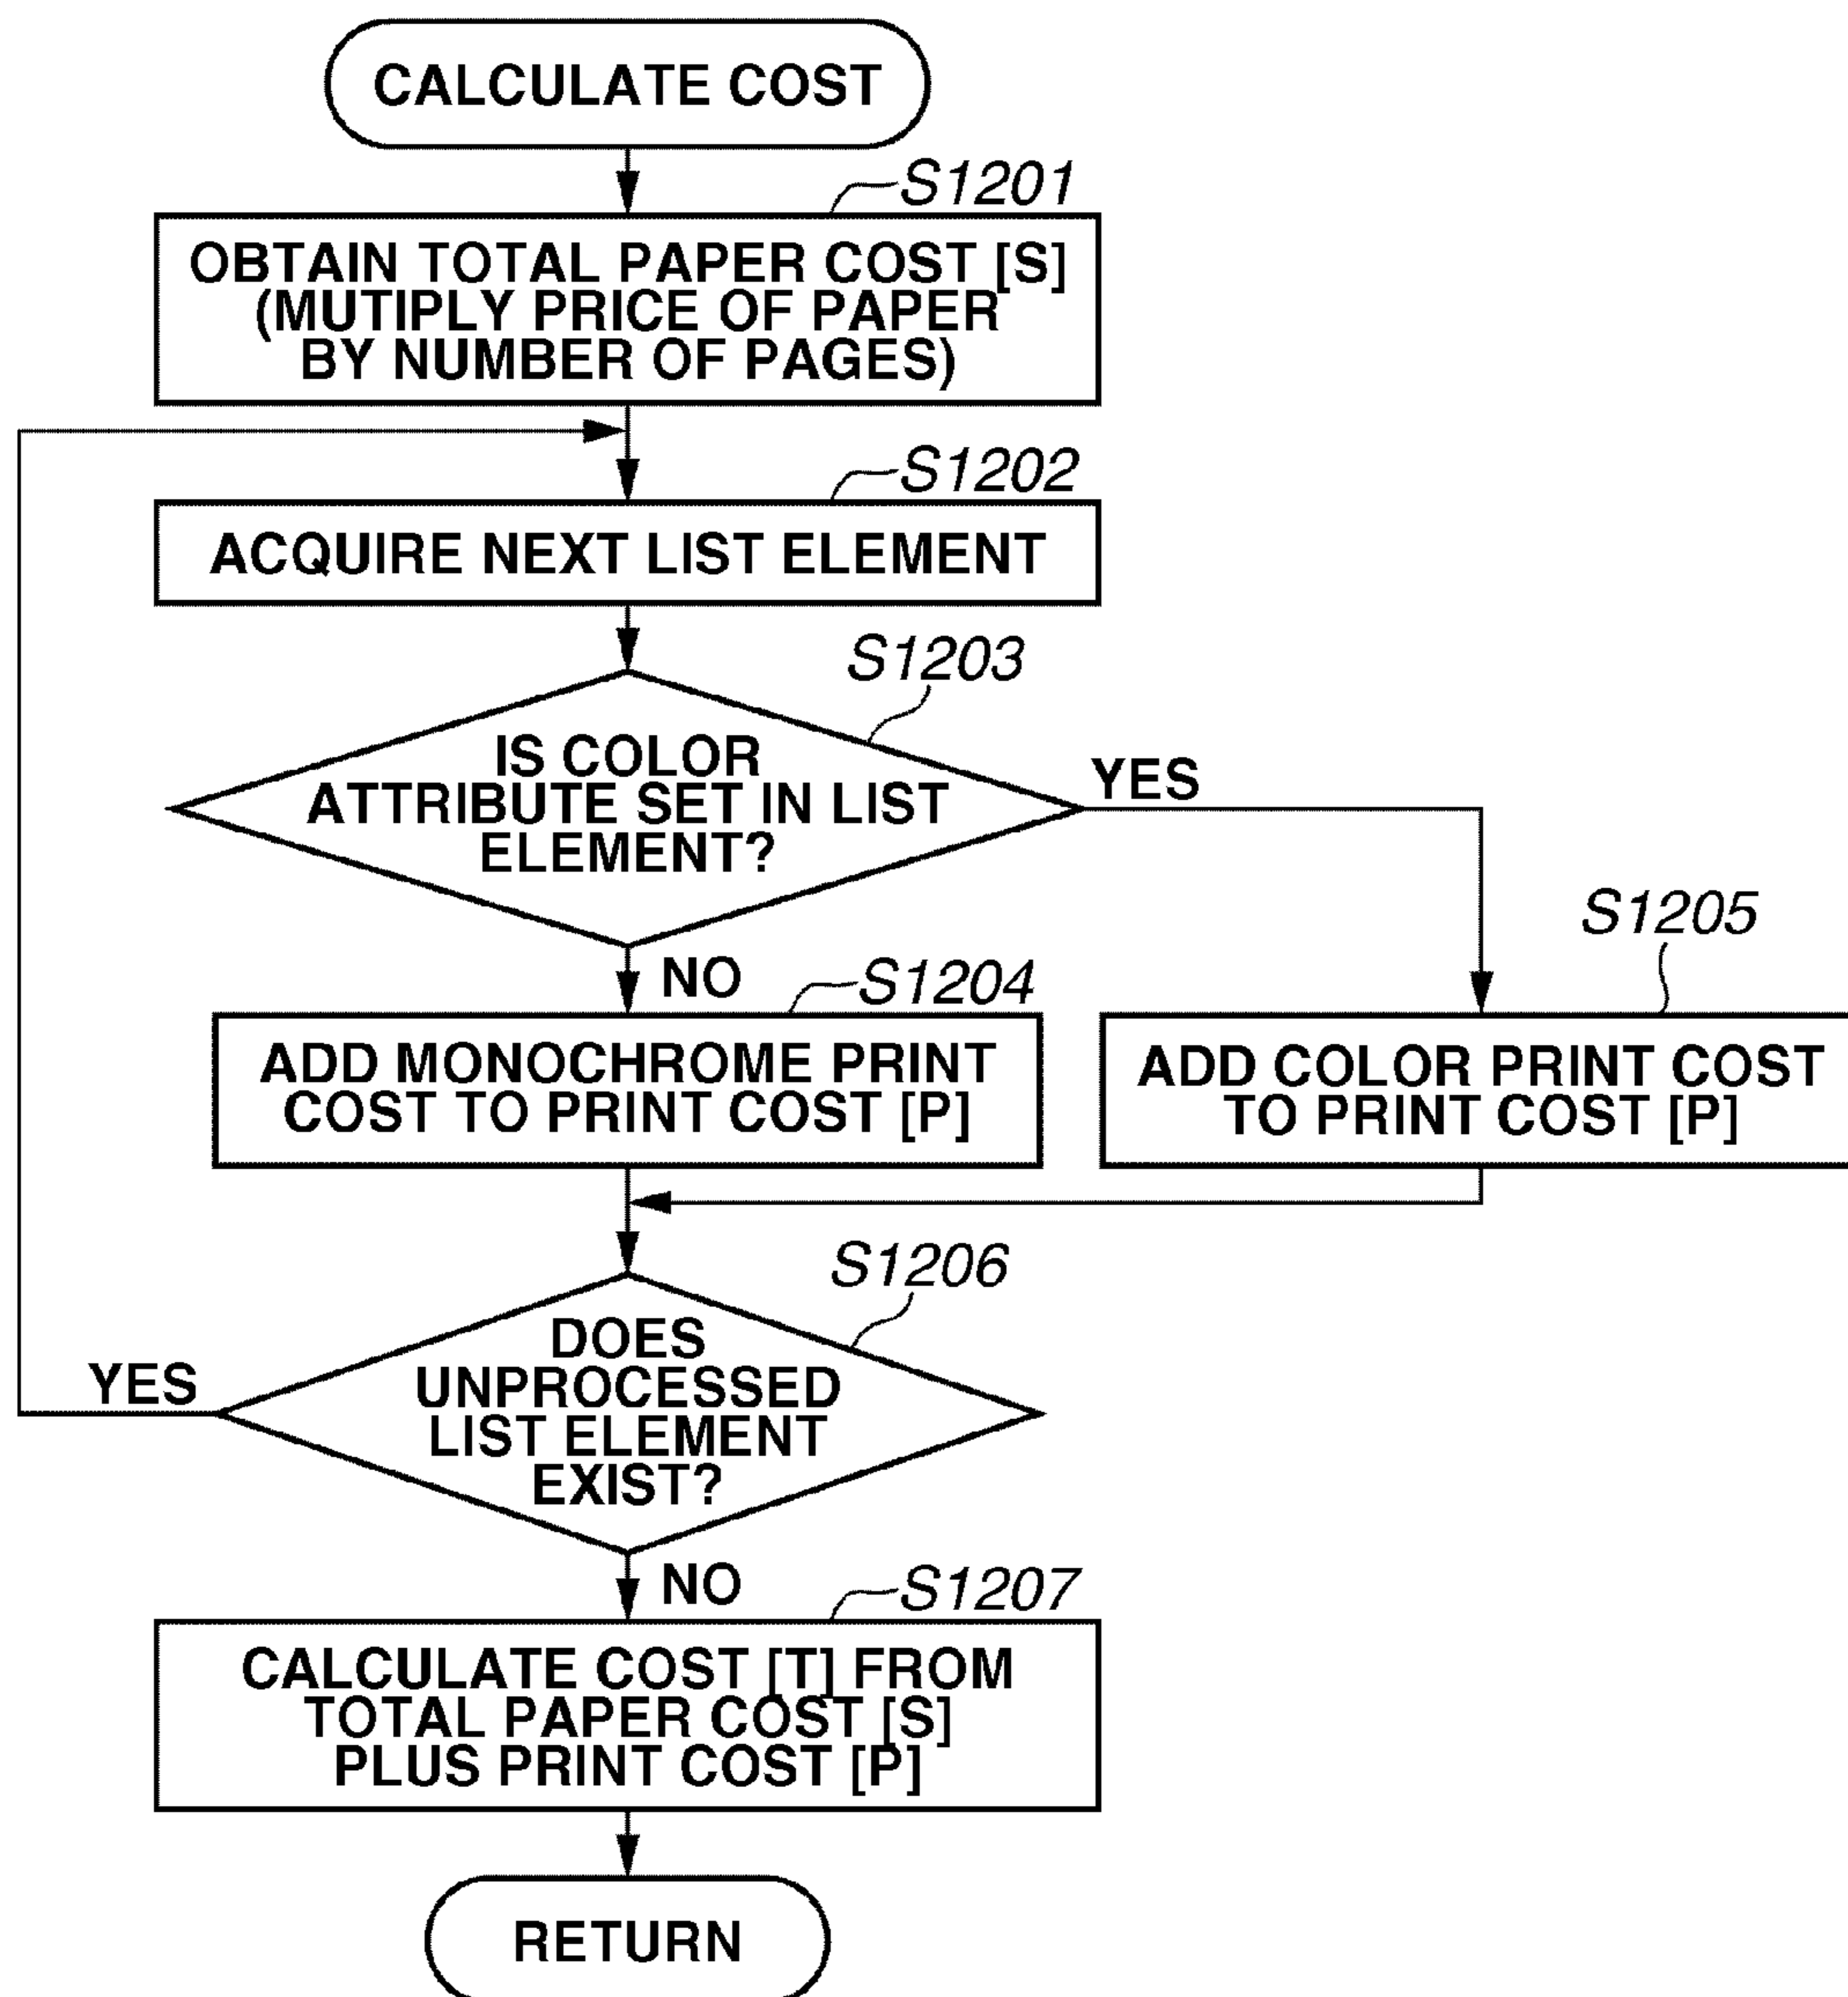 CALCULATE COST
S1201
OBTAIN TOTAL PAPER COST [S]
(MUTIPLY PRICE OF PAPER
BY NUMBER OF PAGES)
S1202
ACQUIRE NEXT LIST ELEMENT
S1203
IS COLOR
ATTRIBUTE SET IN LIST
ELEMENT?
YES
NO
S1204
ADD MONOCHROME PRINT
COST TO PRINT COST [P]
S1205
ADD COLOR PRINT COST
TO PRINT COST [P]
S1206
DOES
UNPROCESSED
LIST ELEMENT
EXIST?
YES
NO
S1207
CALCULATE COST [T] FROM
TOTAL PAPER COST [S]
PLUS PRINT COST [P]
RETURN